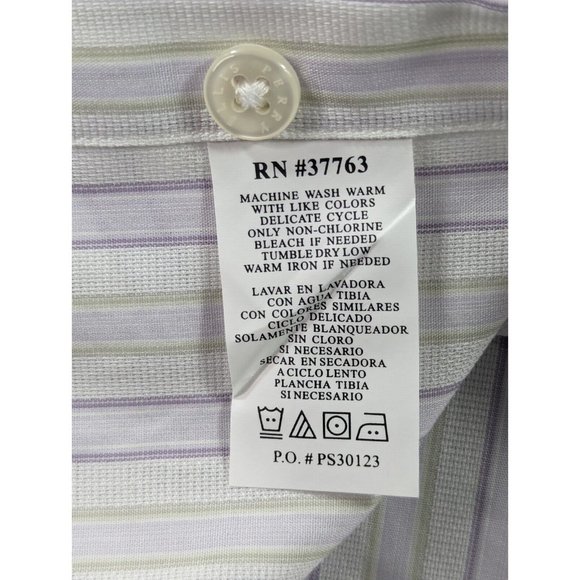 PERRY ELLIS
RN #37763
MACHINE WASH WARM
WITH LIKE COLORS
DELICATE CYCLE
ONLY NON-CHLORINE
BLEACH IF NEEDED
TUMBLE DRY LOW
WARM IRON IF NEEDED
LAVAR EN LAVADORA
CON AGUA TIBIA
CON COLORES SIMILARES
CICLO DELICADO
SOLAMENTE BLANQUEADOR
SIN CLORO
SI NECESARIO
SECAR EN SECADORA
A CICLO LENTO
PLANCHA TIBIA
SI NECESARIO
P.O. # PS30123